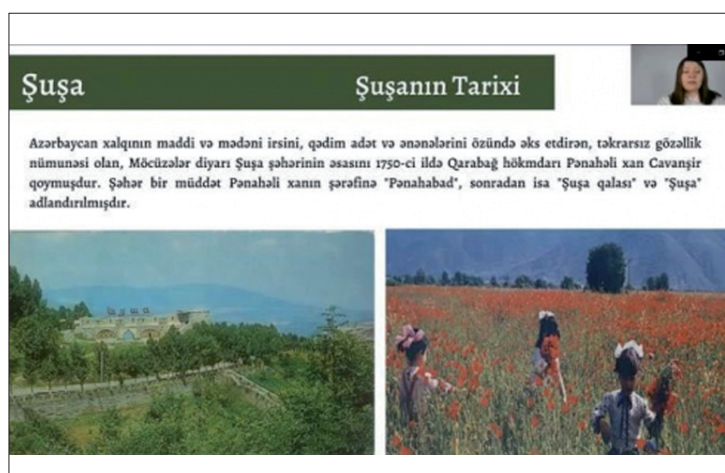 Şuşa
Şuşanın Tarixi
Azərbaycan xalqının maddi və mədəni irsini, qədim adət və ənənələrini özündə əks etdirən, təkrarsız gözəllik
nümunəsi olan, Möcüzələr diyarı Şuşa şəhərinin əsasını 1750-ci ildə Qarabağ hökmdarı Pənahəli xan Cavanşir
qoymuşdur. Şəhər bir müddət Pənahəli xanın şərəfinə "Pənahabad", sonradan isa "Şuşa qalası" və "Şuşa"
adlandırılmışdır.